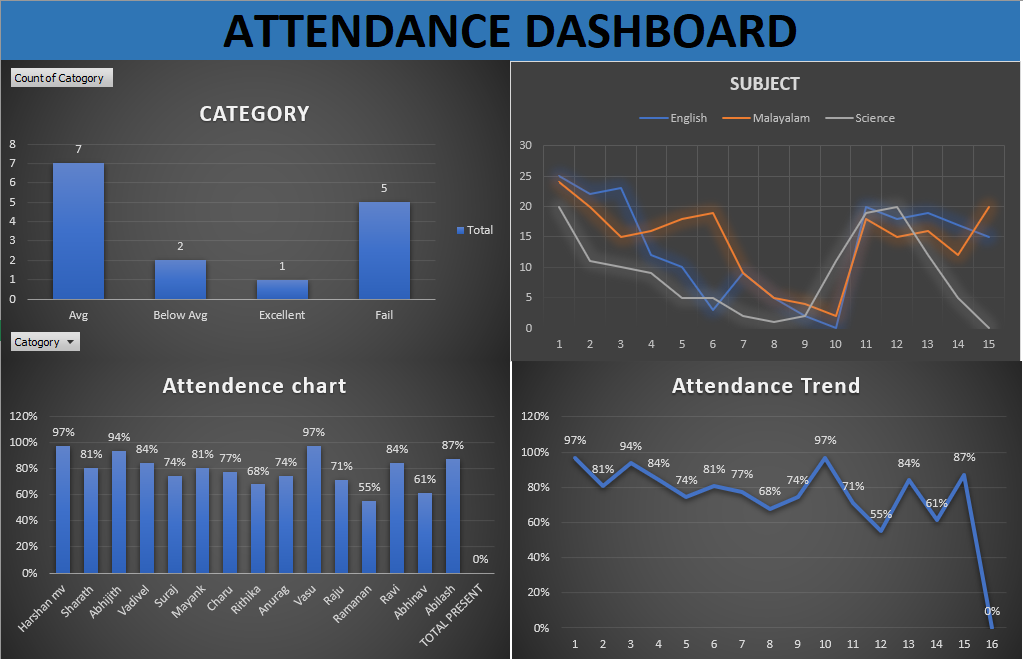 ATTENDANCE DASHBOARD
Count of Catogory
CATEGORY
8
7
6
5
4
3
2
1
0
7
2
1
5
Total
Avg Below Avg Excellent Fail
Catogory
SUBJECT
English Malayalam Science
30
25
20
15
10
5
0
1 2 3 4 5 6 7 8 9 10 11 12 13 14 15
Attendence chart
120%
100%
80%
60%
40%
20%
0%
97% 81% 94% 84% 74% 81% 77% 68% 74% 97% 71% 55% 84% 61% 87% 0%
Harshan mv
Sharath
Abhijith
Vadivel
Suraj
Mayank
Charu
Rithika
Anurag
Vasu
Raju
Ramanan
Ravi
Abhinav
Abilash
TOTAL PRESENT
Attendance Trend
120%
100%
80%
60%
40%
20%
0%
97% 81% 94% 84% 74% 81% 77% 68% 74% 97% 71% 55% 84% 61% 87% 0%
1 2 3 4 5 6 7 8 9 10 11 12 13 14 15 16